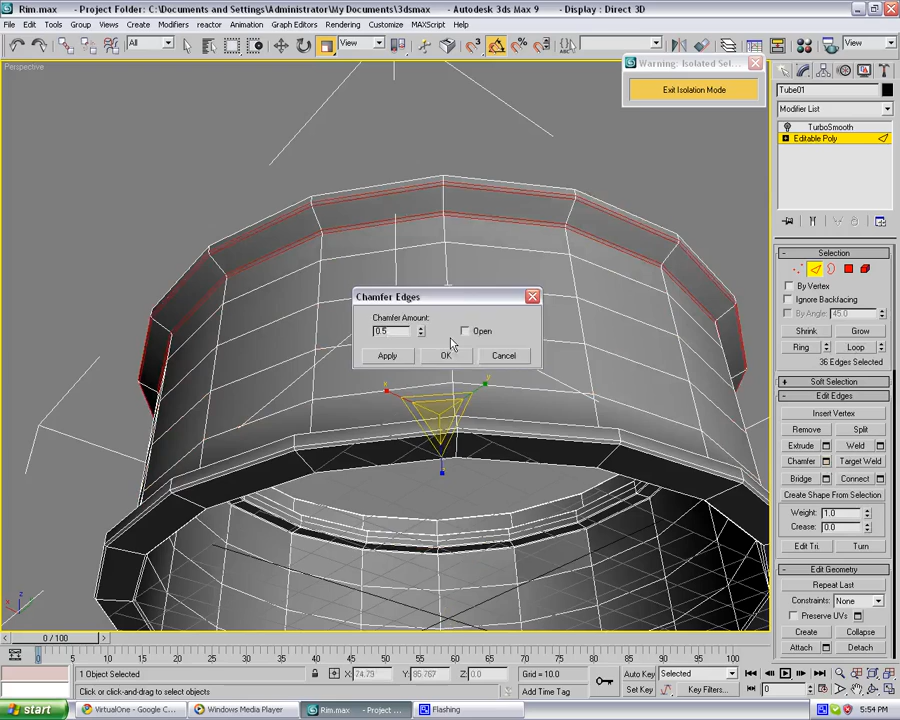 Rim.max - Project Folder: C:\Documents and Settings\Administrator\My Documents\3dsmax - Autodesk 3ds Max 9 - Display : Direct 3D
File Edit Tools Group Views Create Modifiers reactor Animation Graph Editors Rendering Customize MAXScript Help
All View View
Perspective
Warning: Isolated Sel...
Exit Isolation Mode
Tube01
Modifier List
TurboSmooth
Editable Poly
Selection
By Vertex
Ignore Backfacing
By Angle: 45.0
Shrink Grow
Ring Loop
36 Edges Selected
Soft Selection
Edit Edges
Insert Vertex
Remove Split
Extrude Weld
Chamfer Target Weld
Bridge Connect
Create Shape From Selection
Weight: 1.0
Crease: 0.0
Edit Tri. Turn
Edit Geometry
Repeat Last
Constraints: None
Preserve UVs
Create Collapse
Attach Detach
Chamfer Edges
Chamfer Amount:
0.5 Open
Apply OK Cancel
x y
z
0 / 100
0 5 10 15 20 25 30 35 40 45 50 55 60 65 70 75 80 85 90 95 100
1 Object Selected X: 74.79 Y: 85.767 Z: 0.0 Grid = 10.0 Auto Key Selected
Click or click-and-drag to select objects Add Time Tag Set Key Key Filters... 0
start VirtualOne - Google C... Windows Media Player Rim.max - Project ... Flashing 5:54 PM